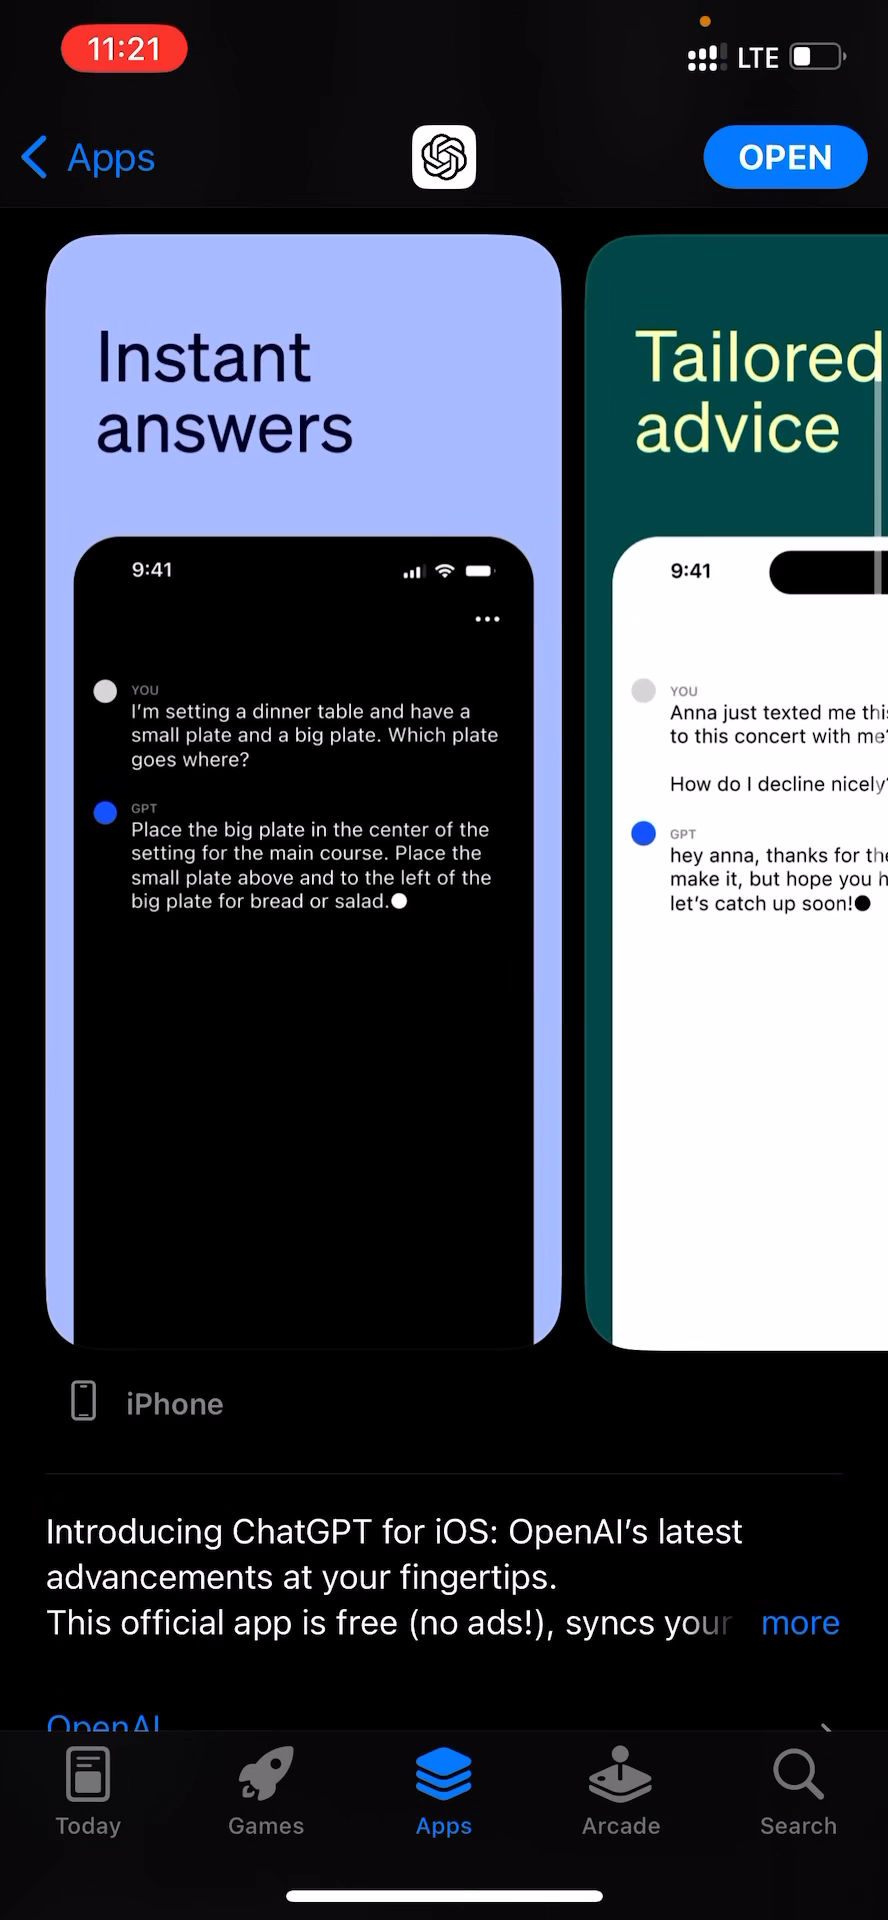 11:21
LTE
Apps
OPEN
Instant
answers
9:41
YOU
I'm setting a dinner table and have a
small plate and a big plate. Which plate
goes where?
GPT
Place the big plate in the center of the
setting for the main course. Place the
small plate above and to the left of the
big plate for bread or salad.
Tailored
advice
9:41
YOU
Anna just texted me this
to this concert with me?
How do I decline nicely?
GPT
hey anna, thanks for the
make it, but hope you h
let's catch up soon!
iPhone
Introducing ChatGPT for iOS: OpenAI's latest
advancements at your fingertips.
This official app is free (no ads!), syncs your more
OpenAI
Today
Games
Apps
Arcade
Search